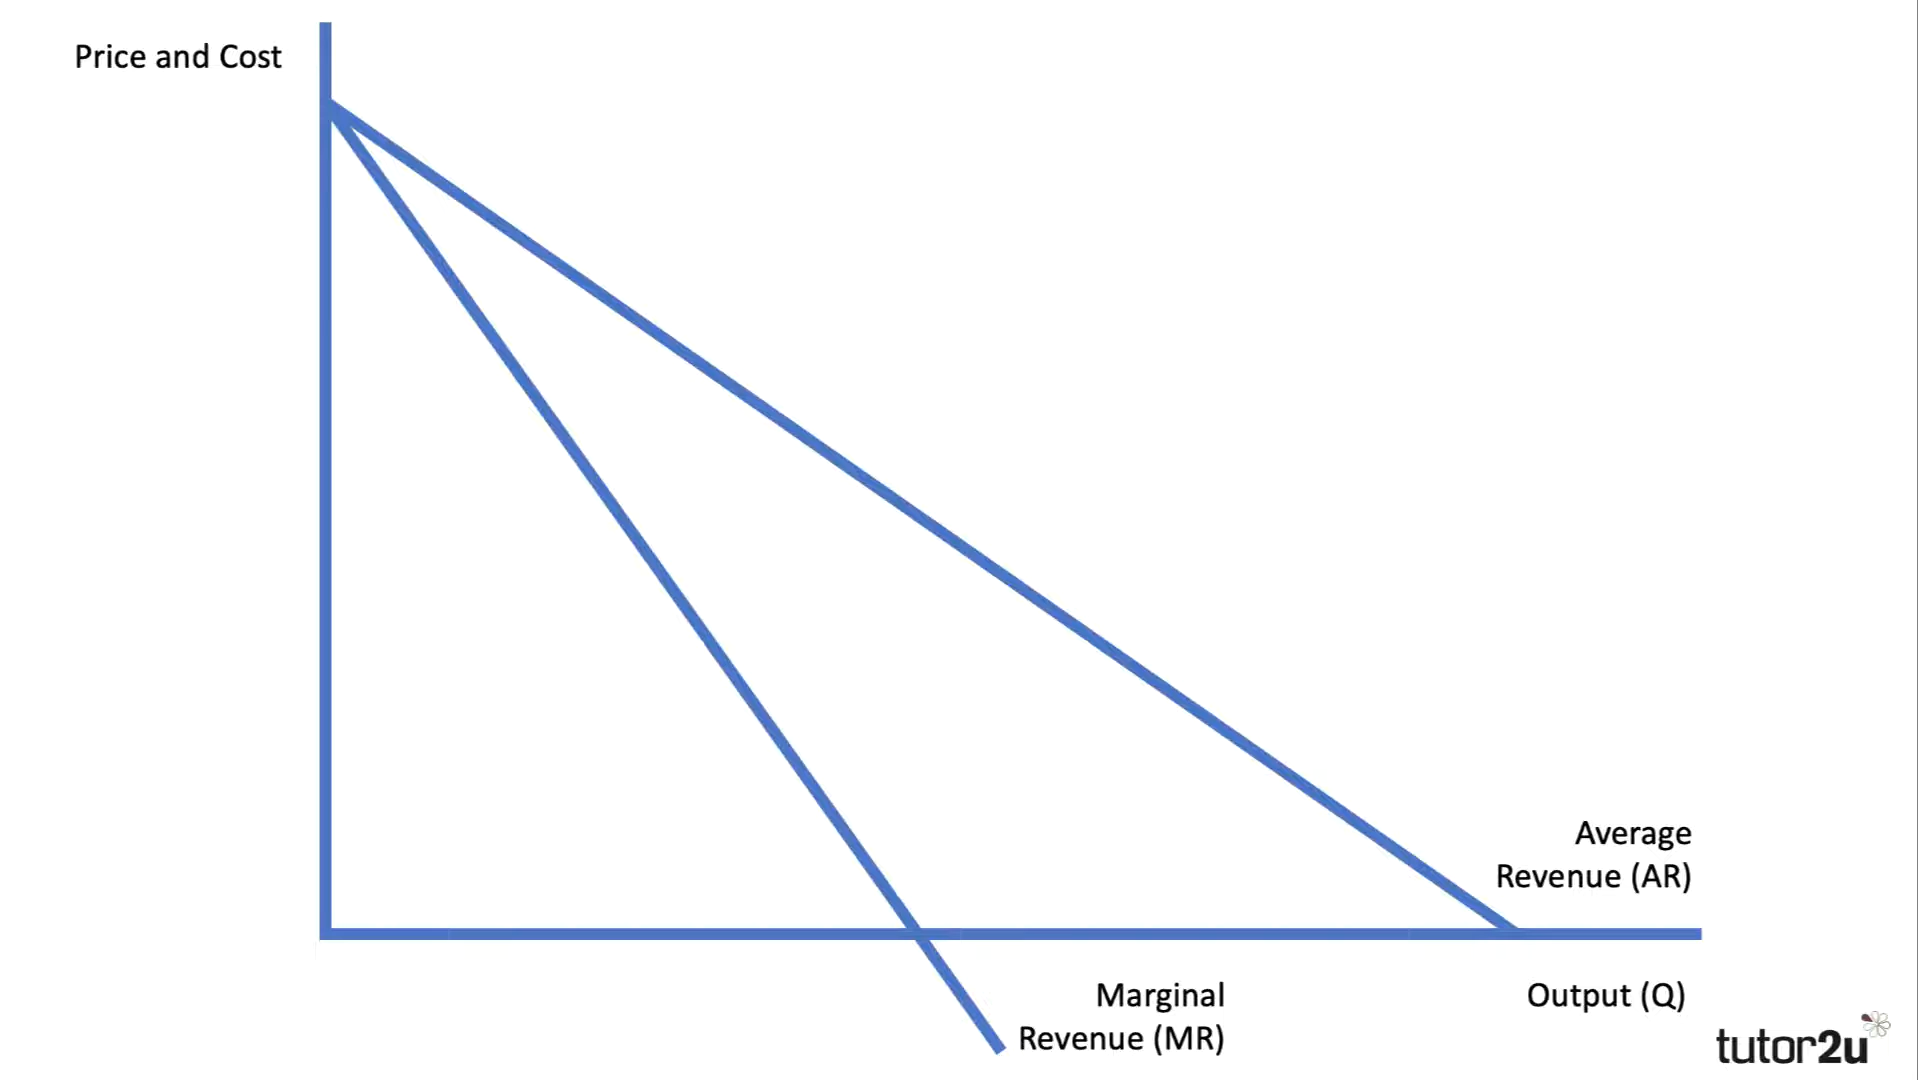 Price and Cost
Average
Revenue (AR)
Marginal
Revenue (MR)
Output (Q)
tutor2u